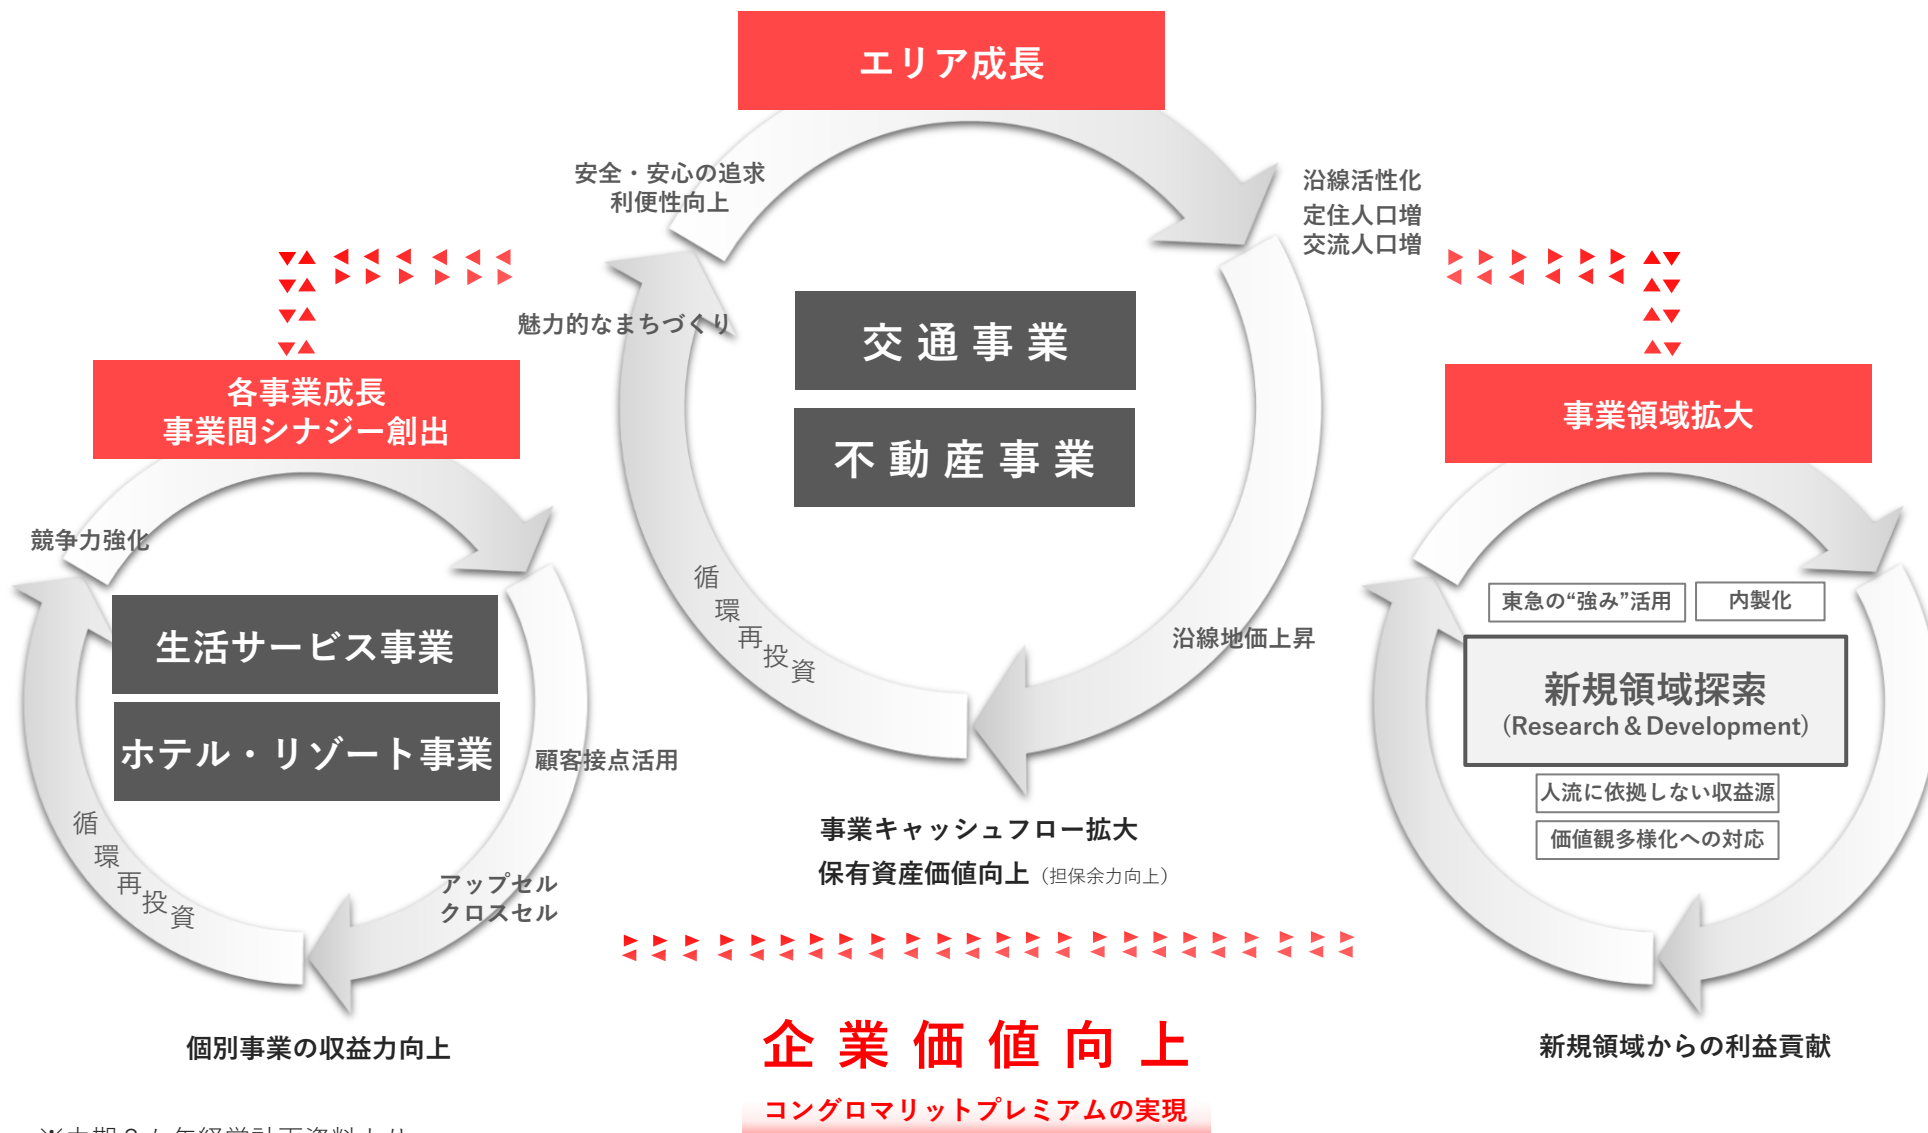 エリア成長
安全・安心の追求
利便性向上
沿線活性化
定住人口増
交流人口増
魅力的なまちづくり
交通事業
不動産事業
循環再投資
沿線地価上昇
事業キャッシュフロー拡大
保有資産価値向上（担保余力向上）
各事業成長
事業間シナジー創出
競争力強化
生活サービス事業
ホテル・リゾート事業
顧客接点活用
循環再投資
アップセル
クロスセル
個別事業の収益力向上
事業領域拡大
東急の“強み”活用
内製化
新規領域探索
(Research & Development)
人流に依拠しない収益源
価値観多様化への対応
新規領域からの利益貢献
企業価値向上
コングロマリットプレミアムの実現